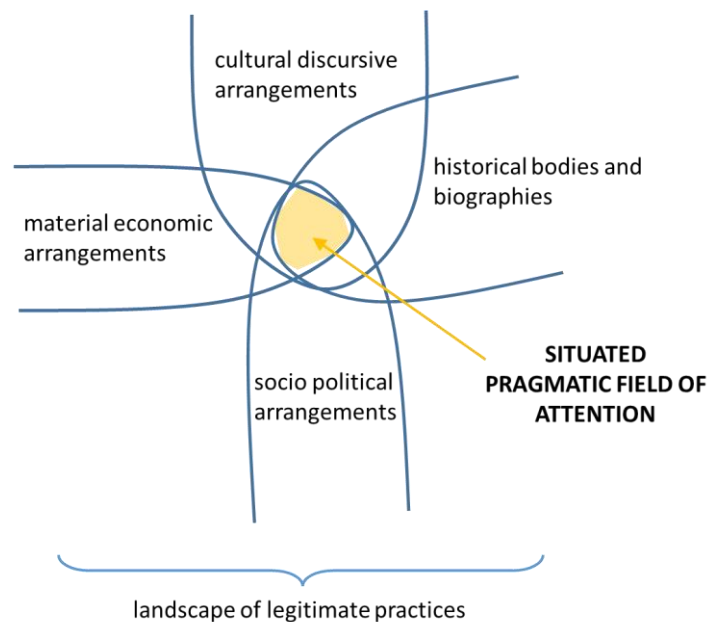 cultural discursive
arrangements
historical bodies and
biographies
material economic
arrangements
socio political
arrangements
SITUATED
PRAGMATIC FIELD OF
ATTENTION
landscape of legitimate practices